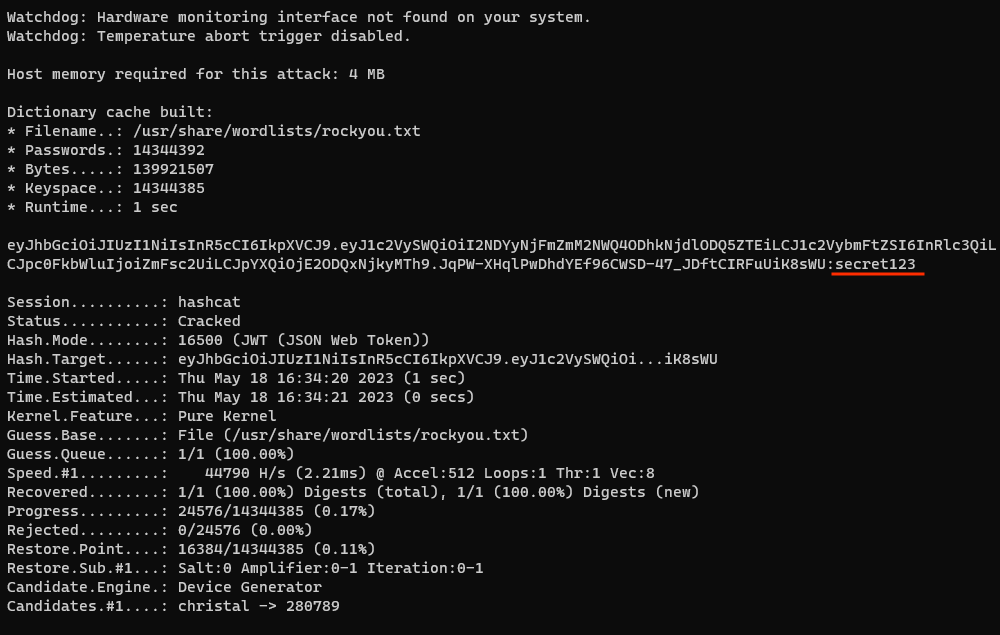 Watchdog: Hardware monitoring interface not found on your system.
Watchdog: Temperature abort trigger disabled.
Host memory required for this attack: 4 MB
Dictionary cache built:
* Filename..: /usr/share/wordlists/rockyou.txt
* Passwords.: 14344392
* Bytes.....: 139921507
* Keyspace..: 14344385
* Runtime...: 1 sec
eyJhbGciOiJIUzI1NiIsInR5cCI6IkpXVCJ9.eyJ1c2VySWQiOiI2NDYyNjFmZmM2NWQ4ODhkNjdlODQ5ZTEiLCJ1c2VybmFtZSI6InRlc3QiL
CJpc0FkbWluIjoiZmFsc2UiLCJpYXQiOjE2ODQxNjkyMTh9.JqPW-XHqlPwDhdYEf96CWSD-47_JDftCIRFuUiK8sWU:secret123
Session..........: hashcat
Status...........: Cracked
Hash.Mode........: 16500 (JWT (JSON Web Token))
Hash.Target......: eyJhbGciOiJIUzI1NiIsInR5cCI6IkpXVCJ9.eyJ1c2VySWQiOi...iK8sWU
Time.Started.....: Thu May 18 16:34:20 2023 (1 sec)
Time.Estimated...: Thu May 18 16:34:21 2023 (0 secs)
Kernel.Feature...: Pure Kernel
Guess.Base.......: File (/usr/share/wordlists/rockyou.txt)
Guess.Queue......: 1/1 (100.00%)
Speed.#1.........:    44790 H/s (2.21ms) @ Accel:512 Loops:1 Thr:1 Vec:8
Recovered........: 1/1 (100.00%) Digests (total), 1/1 (100.00%) Digests (new)
Progress.........: 24576/14344385 (0.17%)
Rejected.........: 0/24576 (0.00%)
Restore.Point....: 16384/14344385 (0.11%)
Restore.Sub.#1...: Salt:0 Amplifier:0-1 Iteration:0-1
Candidate.Engine.: Device Generator
Candidates.#1....: christal -> 280789